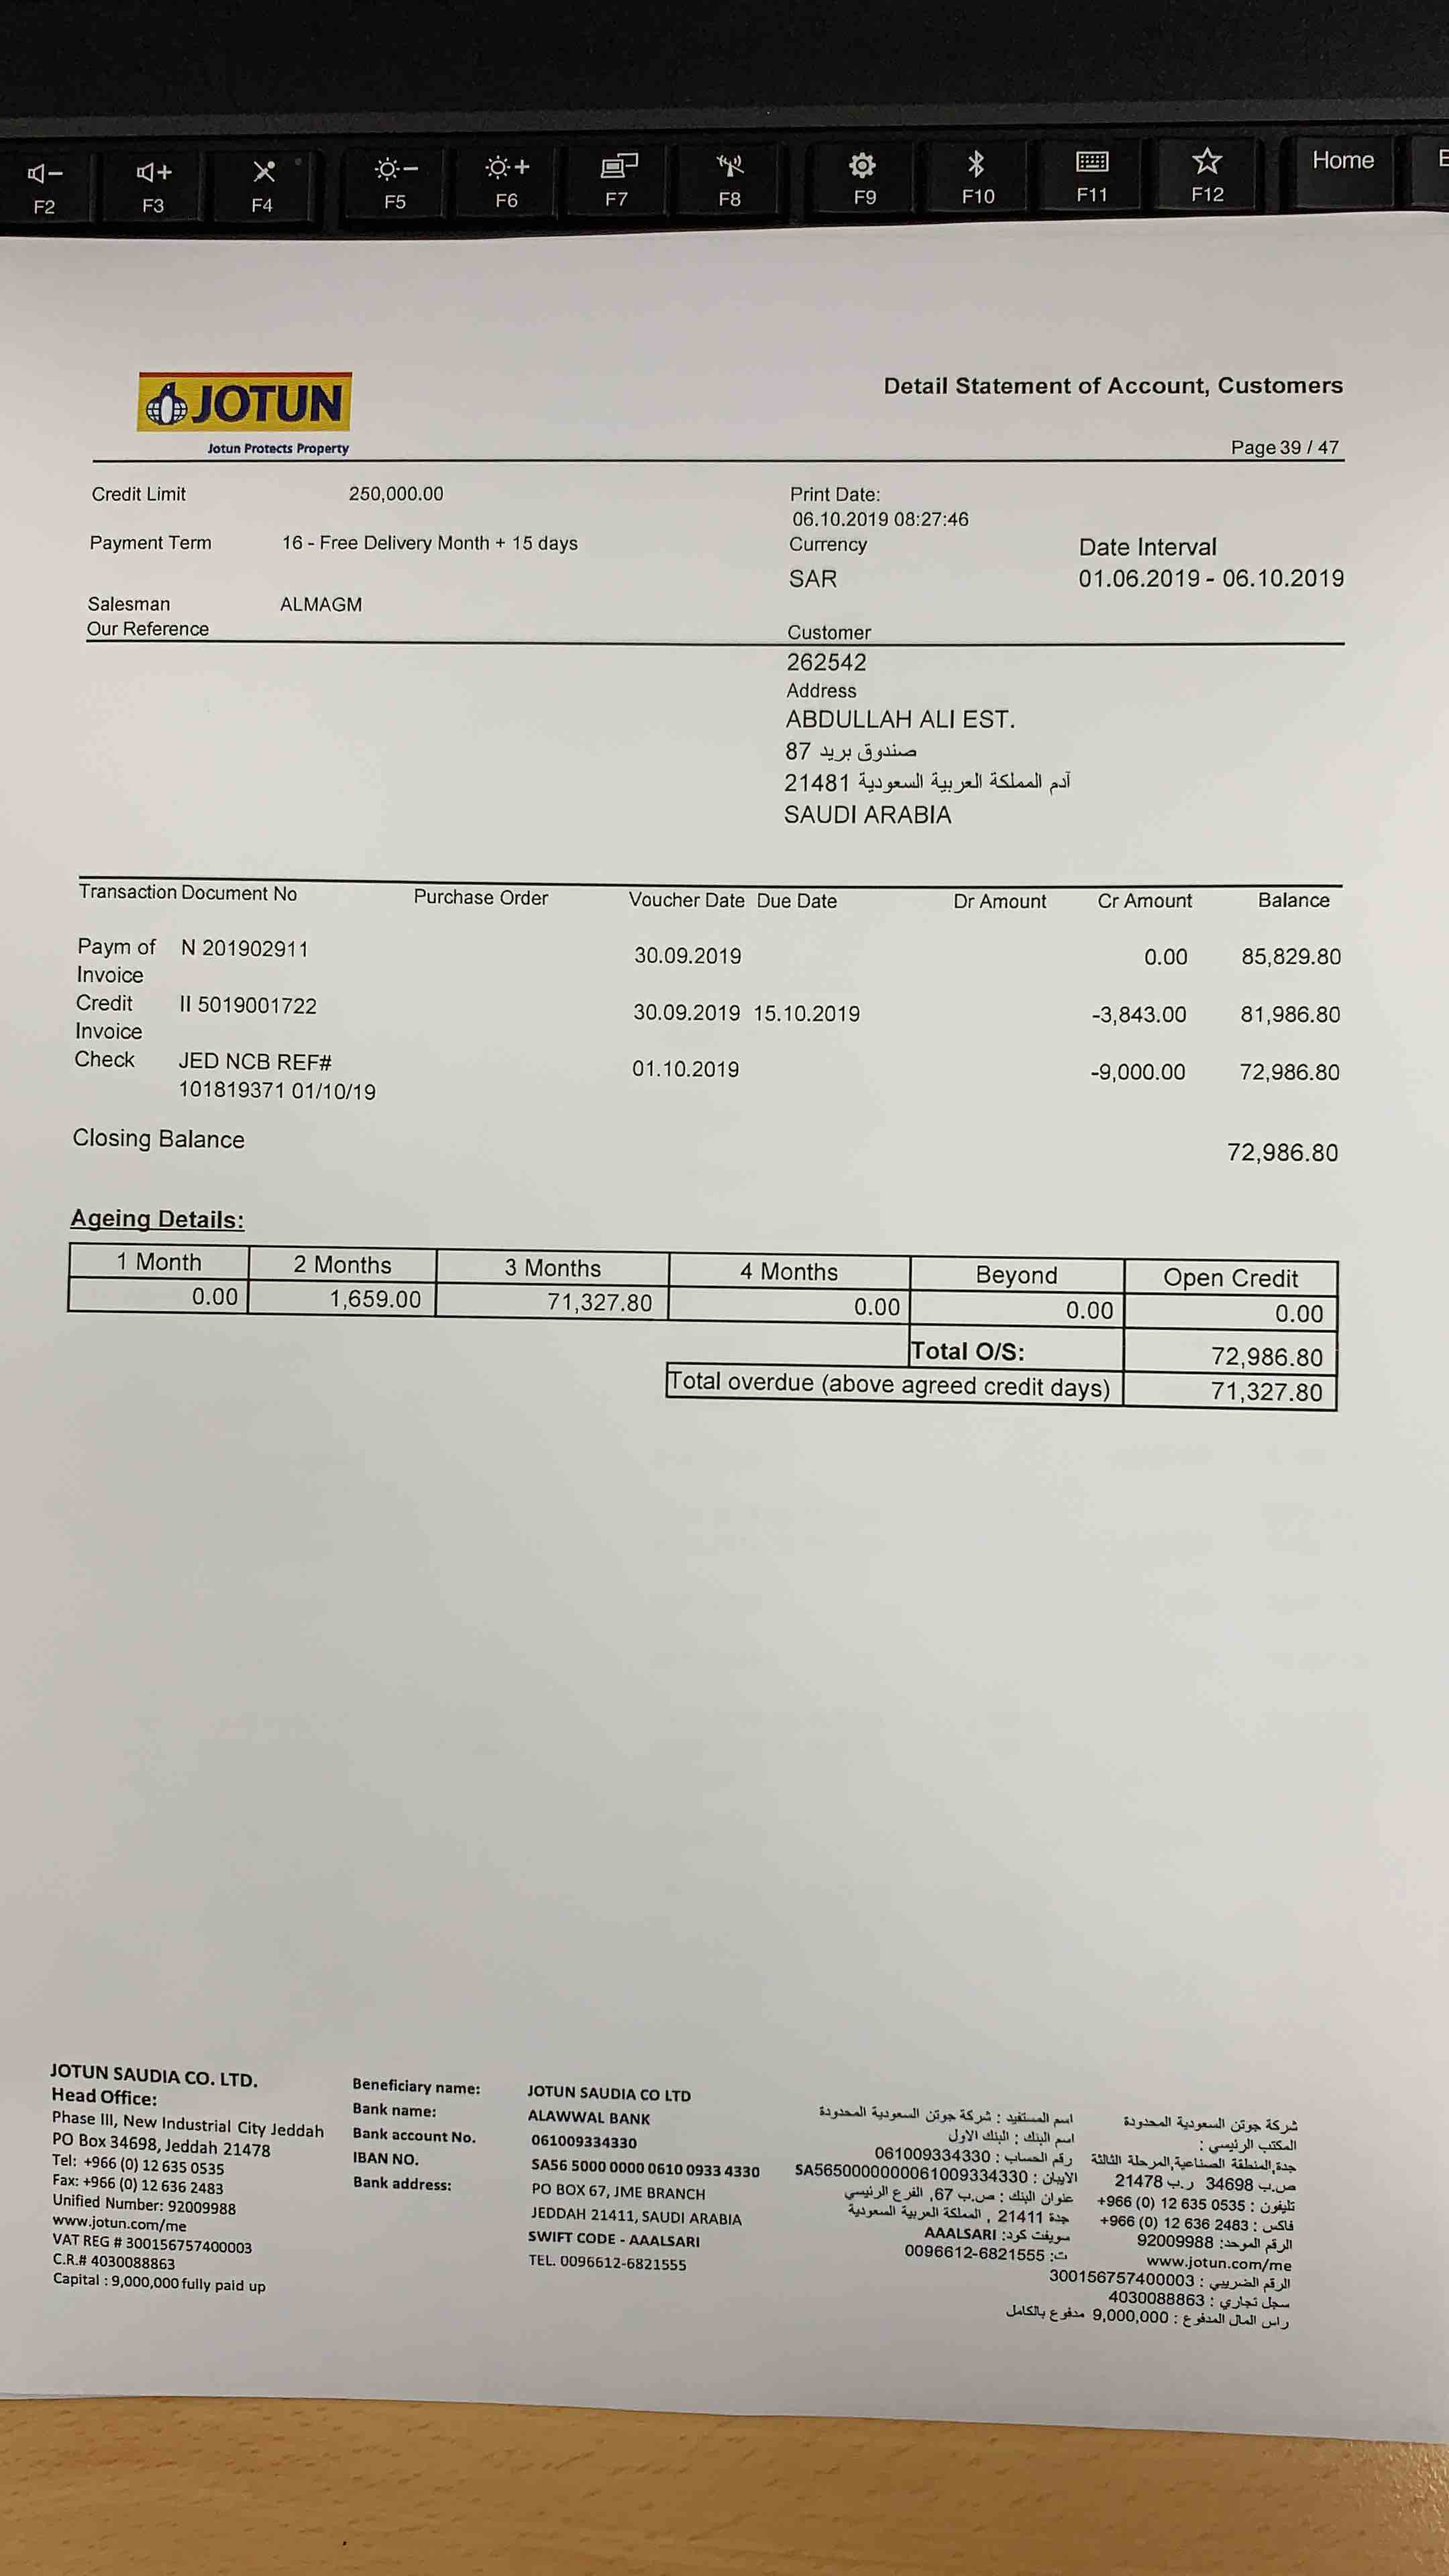 F2
F3
F4
F5
F6
F7
F8
F9
F10
F11
F12
Home
JOTUN
Jotun Protects Property
Detail Statement of Account, Customers
Page 39 / 47
Credit Limit 250,000.00
Payment Term 16 - Free Delivery Month + 15 days
Salesman ALMAGM
Our Reference
Print Date:
06.10.2019 08:27:46
Currency
SAR
Date Interval
01.06.2019 - 06.10.2019
Customer
262542
Address
ABDULLAH ALI EST.
صندوق بريد 87
آدم المملكة العربية السعودية 21481
SAUDI ARABIA
Transaction Document No Purchase Order Voucher Date Due Date Dr Amount Cr Amount Balance
Paym of N 201902911 30.09.2019 0.00 85,829.80
Invoice
Credit II 5019001722 30.09.2019 15.10.2019 -3,843.00 81,986.80
Invoice
Check JED NCB REF# 01.10.2019 -9,000.00 72,986.80
101819371 01/10/19
Closing Balance 72,986.80
Ageing Details:
1 Month 2 Months 3 Months 4 Months Beyond Open Credit
0.00 1,659.00 71,327.80 0.00 0.00 0.00
Total O/S: 72,986.80
Total overdue (above agreed credit days) 71,327.80
JOTUN SAUDIA CO. LTD.
Head Office:
Phase III, New Industrial City Jeddah
PO Box 34698, Jeddah 21478
Tel: +966 (0) 12 635 0535
Fax: +966 (0) 12 636 2483
Unified Number: 92009988
www.jotun.com/me
VAT REG # 300156757400003
C.R.# 4030088863
Capital : 9,000,000 fully paid up
Beneficiary name: JOTUN SAUDIA CO LTD
Bank name: ALAWWAL BANK
Bank account No. 061009334330
IBAN NO. SA56 5000 0000 0610 0933 4330
Bank address: PO BOX 67, JME BRANCH
JEDDAH 21411, SAUDI ARABIA
SWIFT CODE - AAALSARI
TEL. 0096612-6821555
اسم المستفيد : شركة جوتن السعودية المحدودة
اسم البنك : البنك الاول
رقم الحساب : 061009334330
الايبان : SA5650000000061009334330
عنوان البنك : ص.ب 67, الفرع الرئيسي
جدة 21411 , المملكة العربية السعودية
سويفت كود: AAALSARI
ت: 0096612-6821555
شركة جوتن السعودية المحدودة
المكتب الرئيسي :
جدة,المنطقة الصناعية,المرحلة الثالثة
ص.ب 34698 ر.ب 21478
تليفون : +966 (0) 12 635 0535
فاكس : +966 (0) 12 636 2483
الرقم الموحد: 92009988
www.jotun.com/me
الرقم الضريبي : 300156757400003
سجل تجاري : 4030088863
راس المال المدفوع : 9,000,000 مدفوع بالكامل